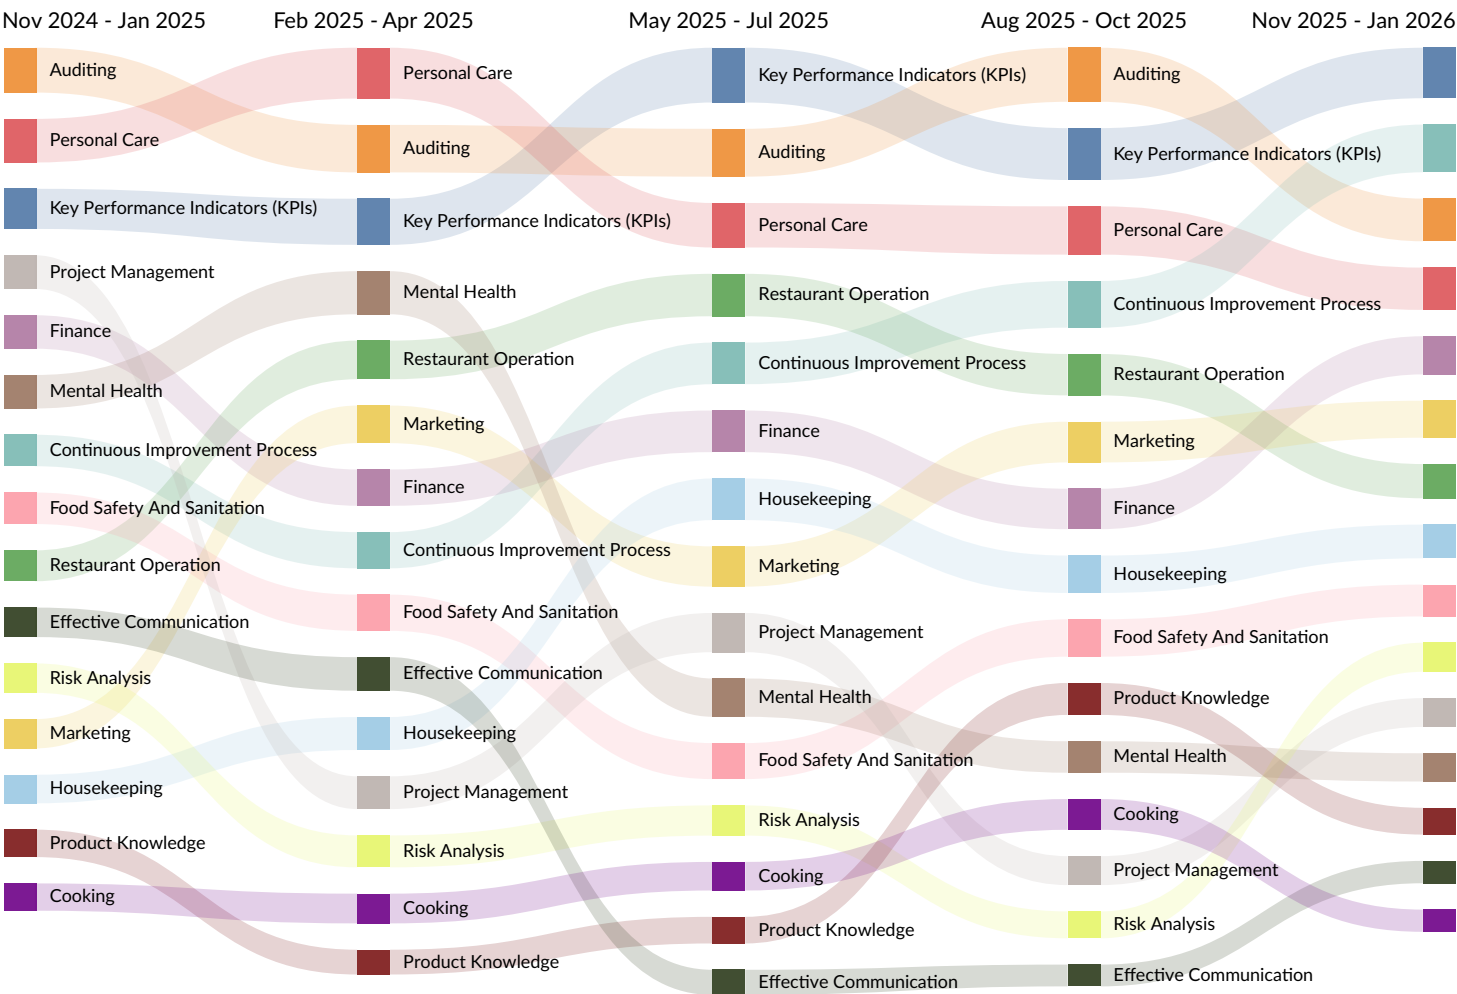 Nov 2024 - Jan 2025
Feb 2025 - Apr 2025
May 2025 - Jul 2025
Aug 2025 - Oct 2025
Nov 2025 - Jan 2026
Auditing
Personal Care
Key Performance Indicators (KPIs)
Project Management
Finance
Mental Health
Continuous Improvement Process
Food Safety And Sanitation
Restaurant Operation
Effective Communication
Risk Analysis
Marketing
Housekeeping
Product Knowledge
Cooking
Personal Care
Auditing
Key Performance Indicators (KPIs)
Mental Health
Restaurant Operation
Marketing
Finance
Continuous Improvement Process
Food Safety And Sanitation
Effective Communication
Housekeeping
Project Management
Risk Analysis
Cooking
Product Knowledge
Key Performance Indicators (KPIs)
Auditing
Personal Care
Restaurant Operation
Continuous Improvement Process
Finance
Housekeeping
Marketing
Project Management
Mental Health
Food Safety And Sanitation
Risk Analysis
Cooking
Product Knowledge
Effective Communication
Auditing
Key Performance Indicators (KPIs)
Personal Care
Continuous Improvement Process
Restaurant Operation
Marketing
Finance
Housekeeping
Food Safety And Sanitation
Product Knowledge
Mental Health
Cooking
Project Management
Risk Analysis
Effective Communication